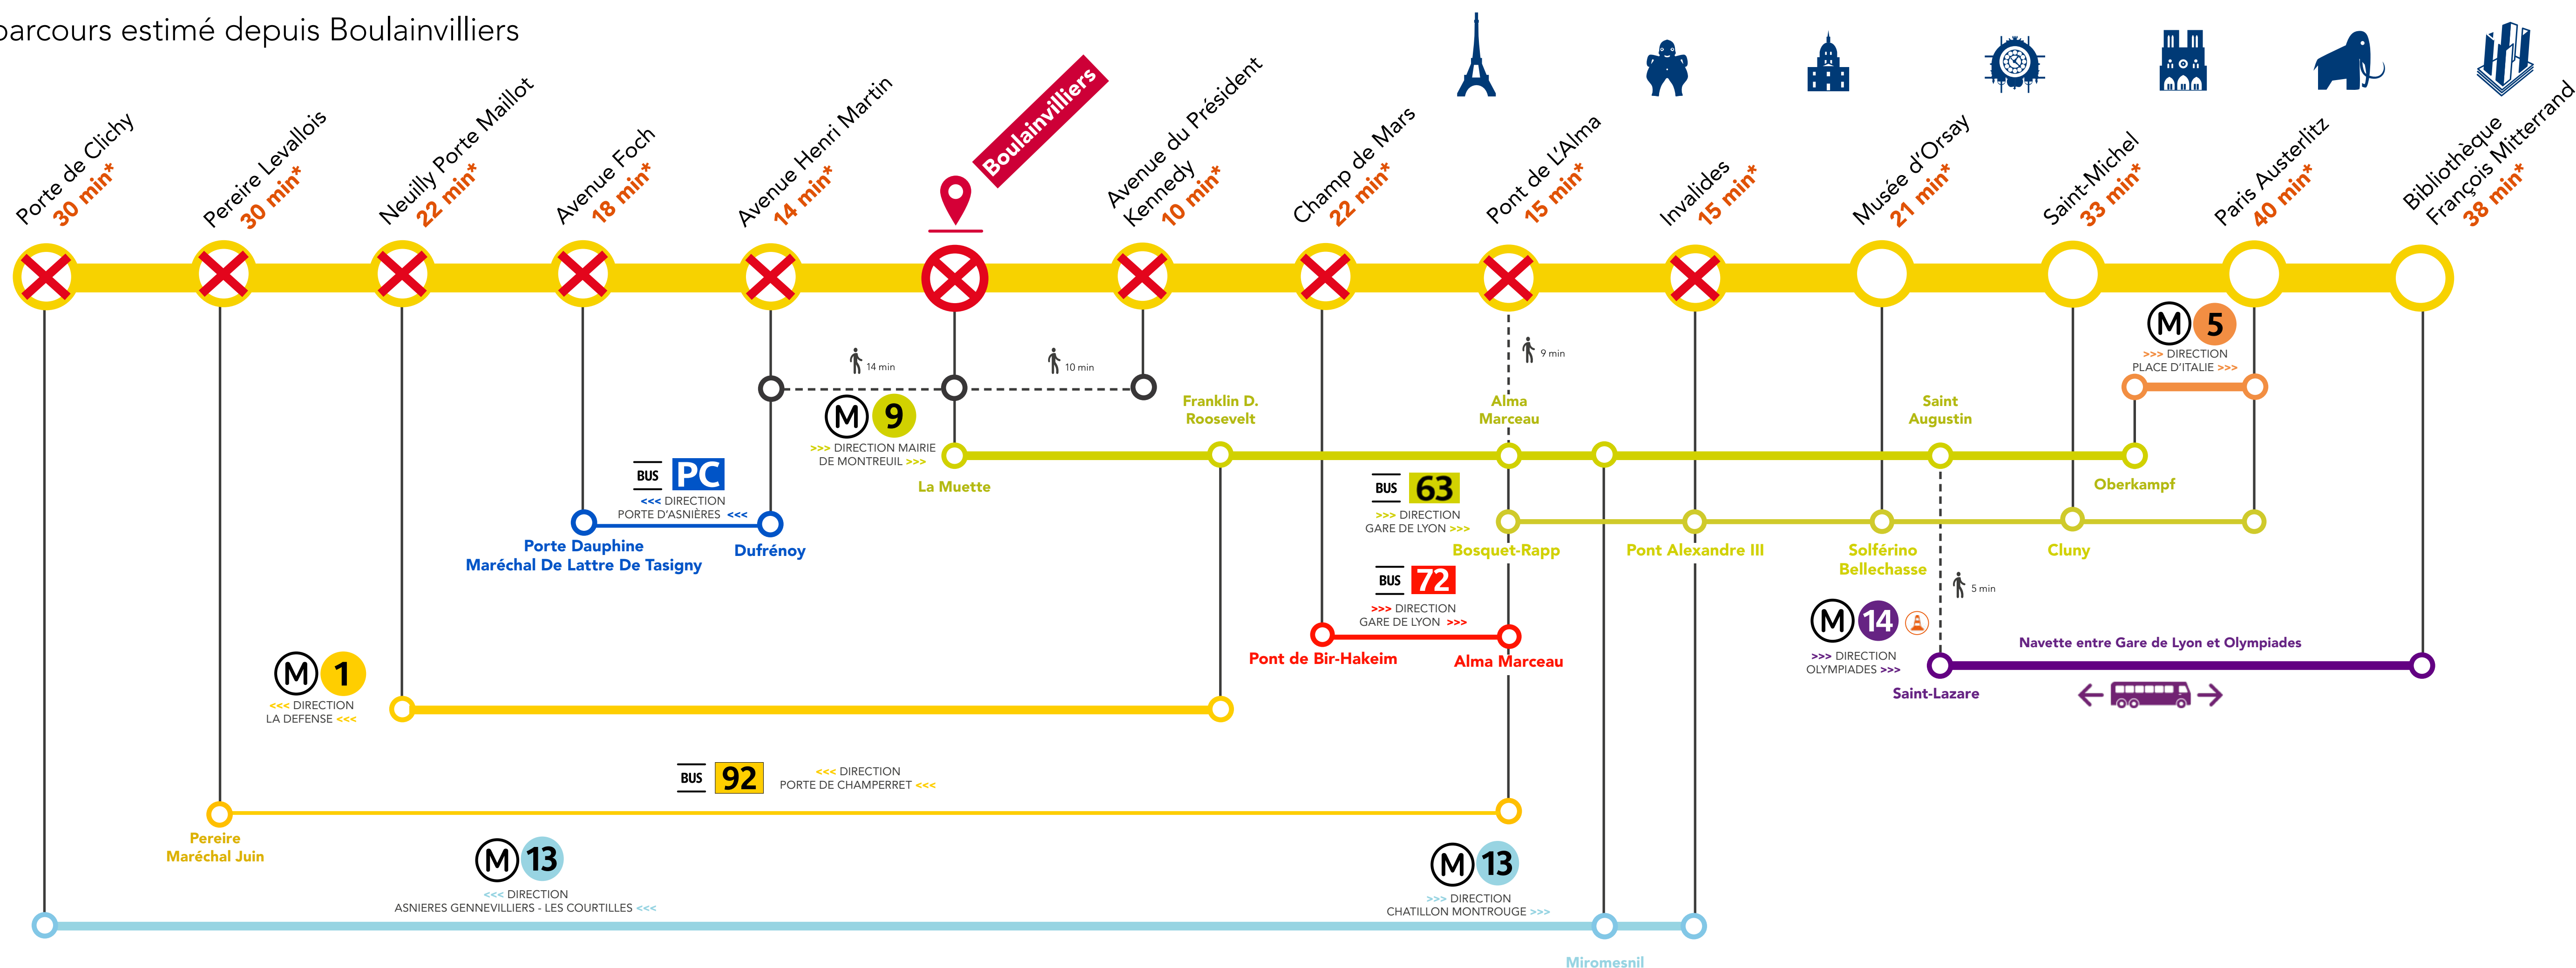 parcours estimé depuis Boulainvilliers
Porte de Clichy
30 min*
Pereire Levallois
30 min*
Neuilly Porte Maillot
22 min*
Avenue Foch
18 min*
Avenue Henri Martin
14 min*
Boulainvilliers
Avenue du Président
Kennedy
10 min*
Champ de Mars
22 min*
Pont de L'Alma
15 min*
Invalides
15 min*
Musée d'Orsay
21 min*
Saint-Michel
33 min*
Paris Austerlitz
40 min*
Bibliothèque
François Mitterrand
38 min*
M 5
>>> DIRECTION
PLACE D'ITALIE >>>
14 min
10 min
9 min
M 9
>>> DIRECTION MAIRIE
DE MONTREUIL >>>
La Muette
Franklin D.
Roosevelt
Alma
Marceau
Saint
Augustin
Oberkampf
BUS PC
<<< DIRECTION
PORTE D'ASNIÈRES <<<
Porte Dauphine
Maréchal De Lattre De Tasigny
Dufrénoy
BUS 63
>>> DIRECTION
GARE DE LYON >>>
Bosquet-Rapp
Pont Alexandre III
Solférino
Bellechasse
Cluny
BUS 72
>>> DIRECTION
GARE DE LYON >>>
Pont de Bir-Hakeim
Alma Marceau
5 min
M 14
>>> DIRECTION
OLYMPIADES >>>
Navette entre Gare de Lyon et Olympiades
Saint-Lazare
M 1
<<< DIRECTION
LA DEFENSE <<<
BUS 92
<<< DIRECTION
PORTE DE CHAMPERRET <<<
Pereire
Maréchal Juin
M 13
<<< DIRECTION
ASNIERES GENNEVILLIERS - LES COURTILLES <<<
M 13
>>> DIRECTION
CHATILLON MONTROUGE >>>
Miromesnil